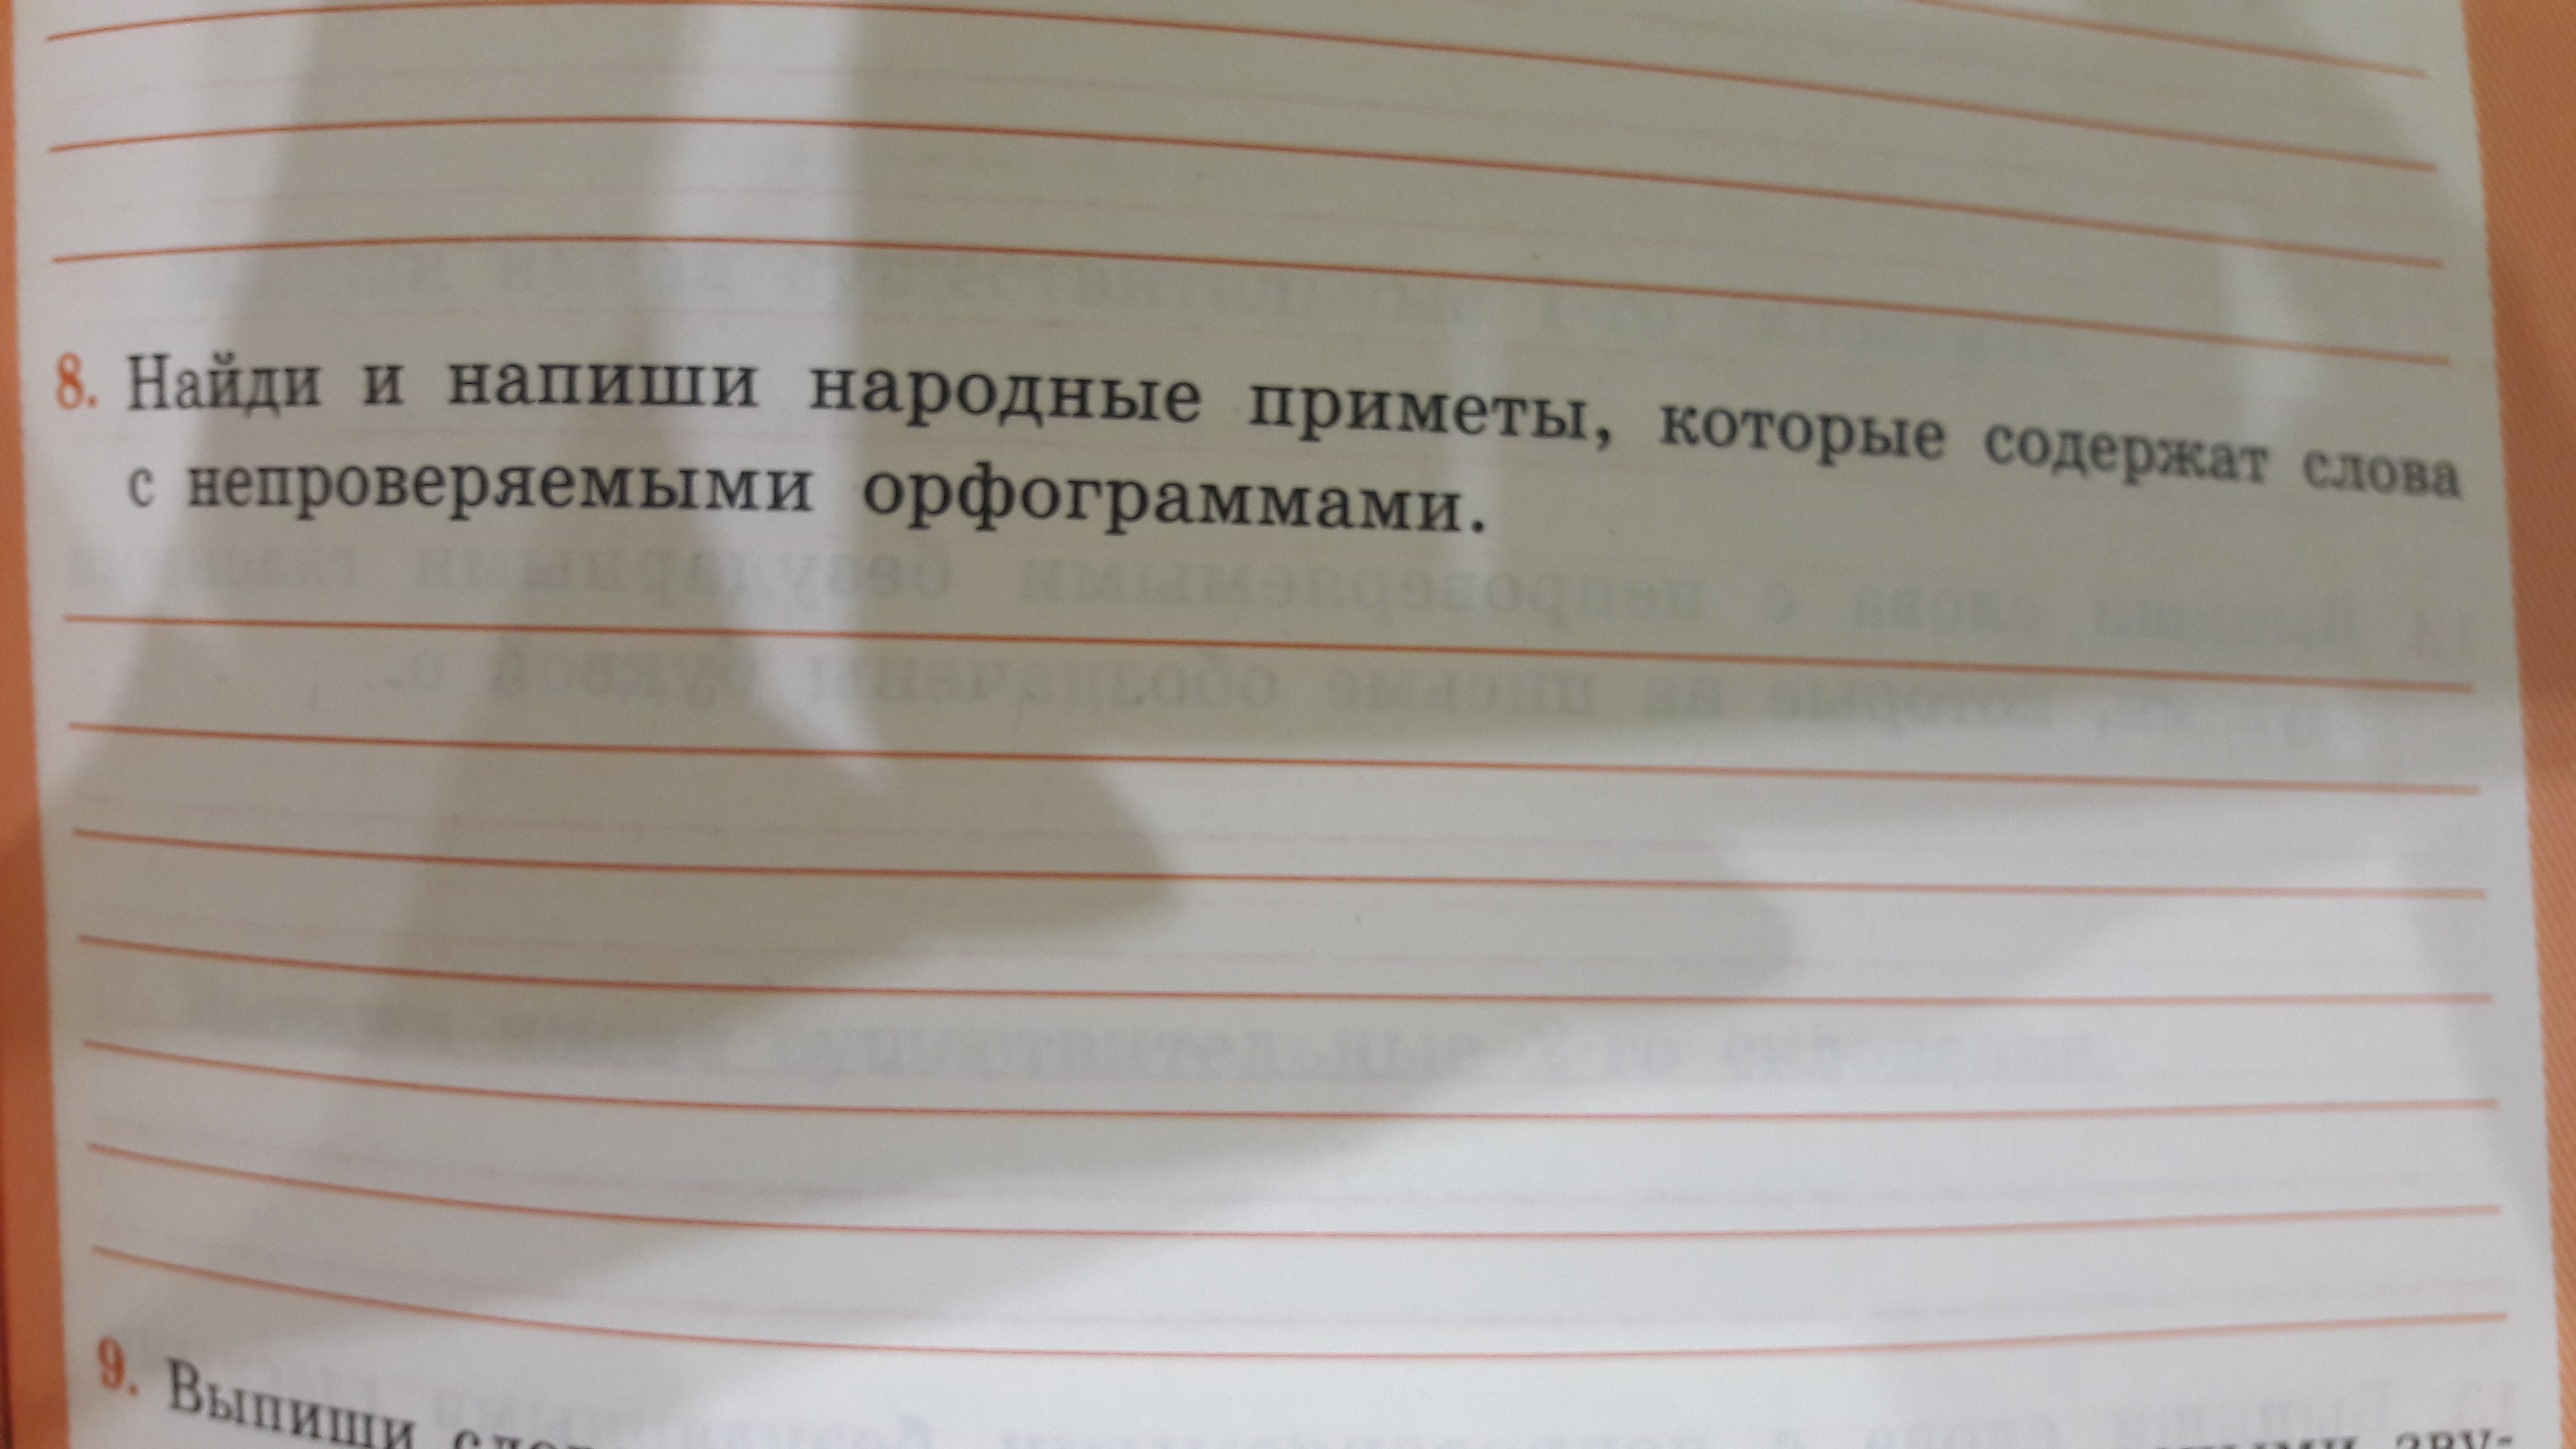 8. Найди и напиши народные приметы, которые содержат слова
с непроверяемыми орфограммами.
9. Выпиши